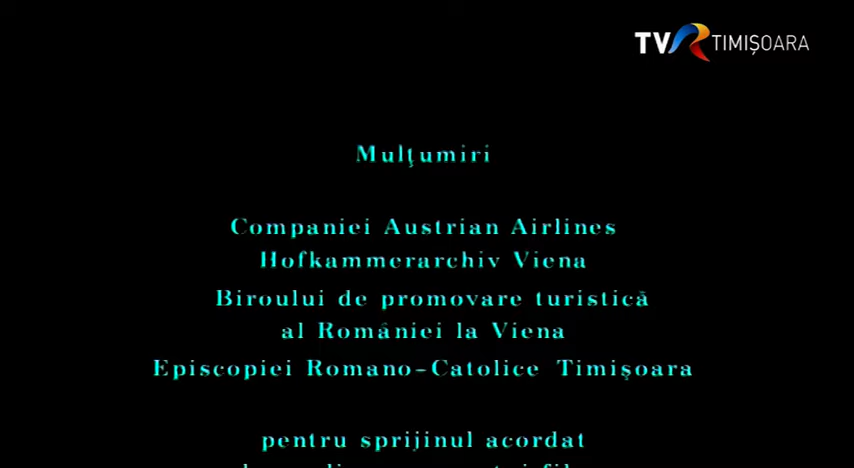 TVR TIMIȘOARA
Mulţumiri
Companiei Austrian Airlines
Hofkammerarchiv Viena
Biroului de promovare turistică
al României la Viena
Episcopiei Romano-Catolice Timişoara
pentru sprijinul acordat